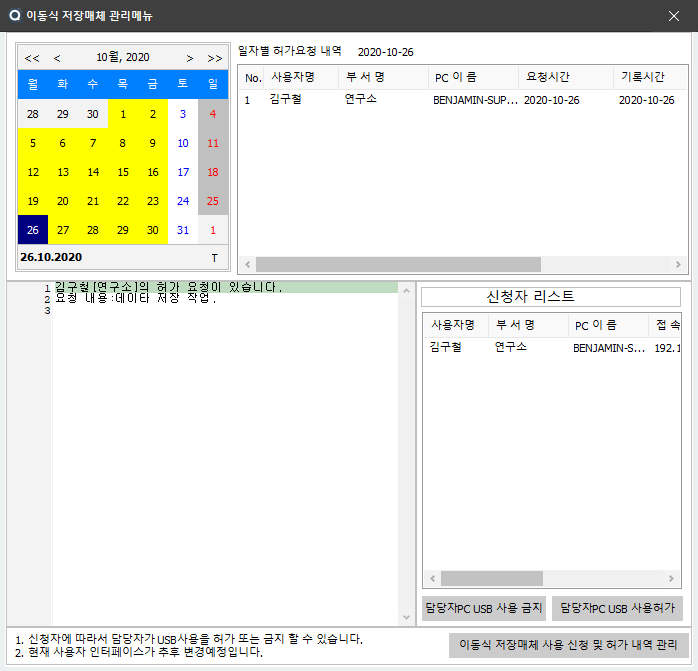 이동식 저장매체 관리메뉴
<< < 10월, 2020 > >>
월 화 수 목 금 토 일
28 29 30 1 2 3 4
5 6 7 8 9 10 11
12 13 14 15 16 17 18
19 20 21 22 23 24 25
26 27 28 29 30 31 1
26.10.2020 T
일자별 허가요청 내역 2020-10-26
No. 사용자명 부 서 명 PC 이 름 요청시간 기록시간
1 김구철 연구소 BENJAMIN-SUP... 2020-10-26 2020-10-26
1 김구철[연구소]의 허가 요청이 있습니다.
2 요청 내용:데이타 저장 작업.
3
신청자 리스트
사용자명 부 서 명 PC 이 름 접 속
김구철 연구소 BENJAMIN-S... 192.1
담당자PC USB 사용 금지 담당자PC USB 사용허가
1. 신청자에 따라서 담당자가 USB사용을 허가 또는 금지 할 수 있습니다.
2. 현재 사용자 인터페이스가 추후 변경예정입니다.
이동식 저장매체 사용 신청 및 허가 내역 관리